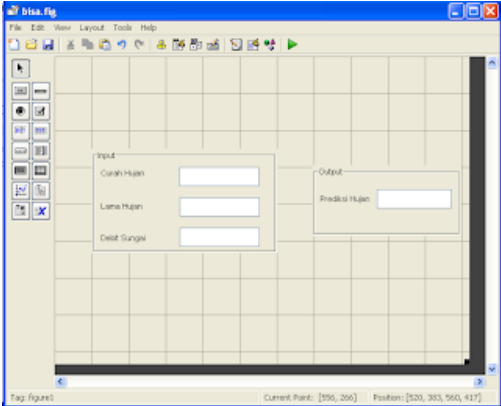 bisa.fig
File Edit View Layout Tools Help
Input
Curah Hujan
Lama Hujan
Debit Sungai
Output
Prediksi Hujan
Tag: figure1 Current Point: [556, 266] Position: [520, 383, 560, 417]